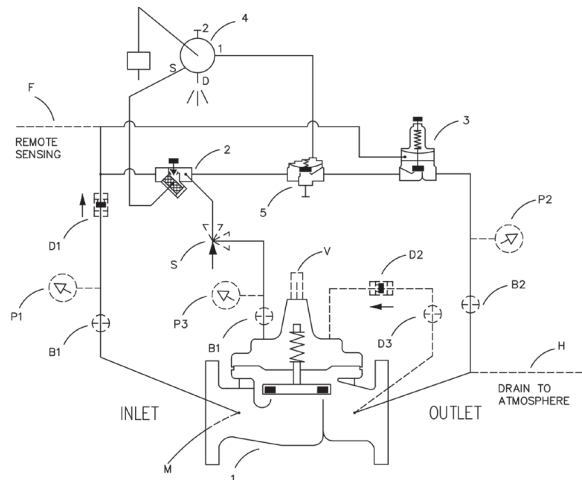 2
4
1
S
D
F
REMOTE
SENSING
3
2
5
P2
D1
S
V
D2
P1
P3
B2
B1
B1
D3
H
DRAIN TO
ATMOSPHERE
INLET
OUTLET
M
1